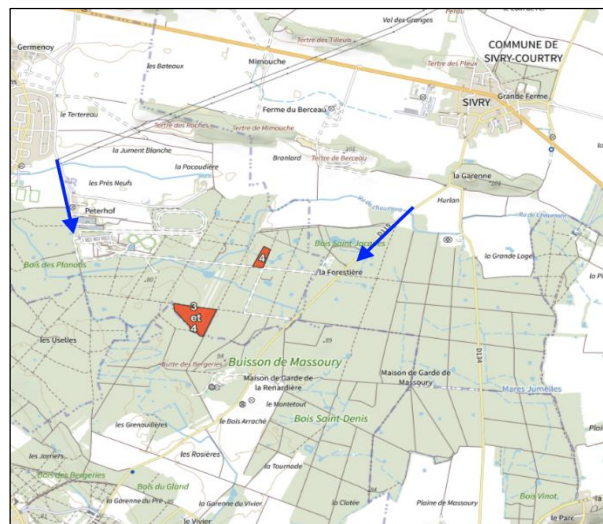 Val des Granges
Germenoy
les Bateaux
Mimouche
Tertre des Tilleuls
Tertre des Pleux
COMMUNE DE
SIVRY-COURTRY
SIVRY
Grande Ferme
Ferme du Berceau
le Tertereau
Tertre des Roches
Tertre de Mimouche
la Jument Blanche
Branlard
Tertre de Berceau
la Pacaudière
la Garenne
les Prés Neufs
Hurlan
Peterhof
Bois des Planons
Bois Saint-Jacques
la Grande Loge
4
la Forestière
3
et
4
les Uselles
Butte des Bergeries
Buisson de Massoury
Maison de Garde de
la Renardière
Maison de Garde de
Massoury
D134
Mares Jumelles
le Montetout
les Grenouillères
le Bois Arraché
Bois Saint-Denis
les Rosières
les Jarriers
Bois des Bergeries
la Tournade
Bois du Gland
la Garenne du Pré
la Garenne du Vivier
le Vivier
la Clotée
Plaine de Massoury
Bois Vinot
le Parc